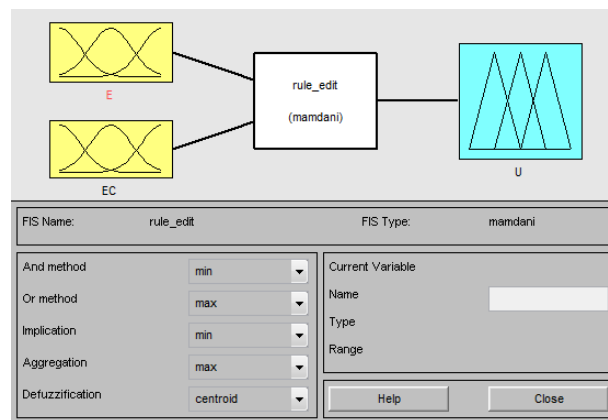 E
rule_edit
(mamdani)
EC
U
FIS Name: rule_edit FIS Type: mamdani
And method min
Or method max
Implication min
Aggregation max
Defuzzification centroid
Current Variable
Name
Type
Range
Help Close